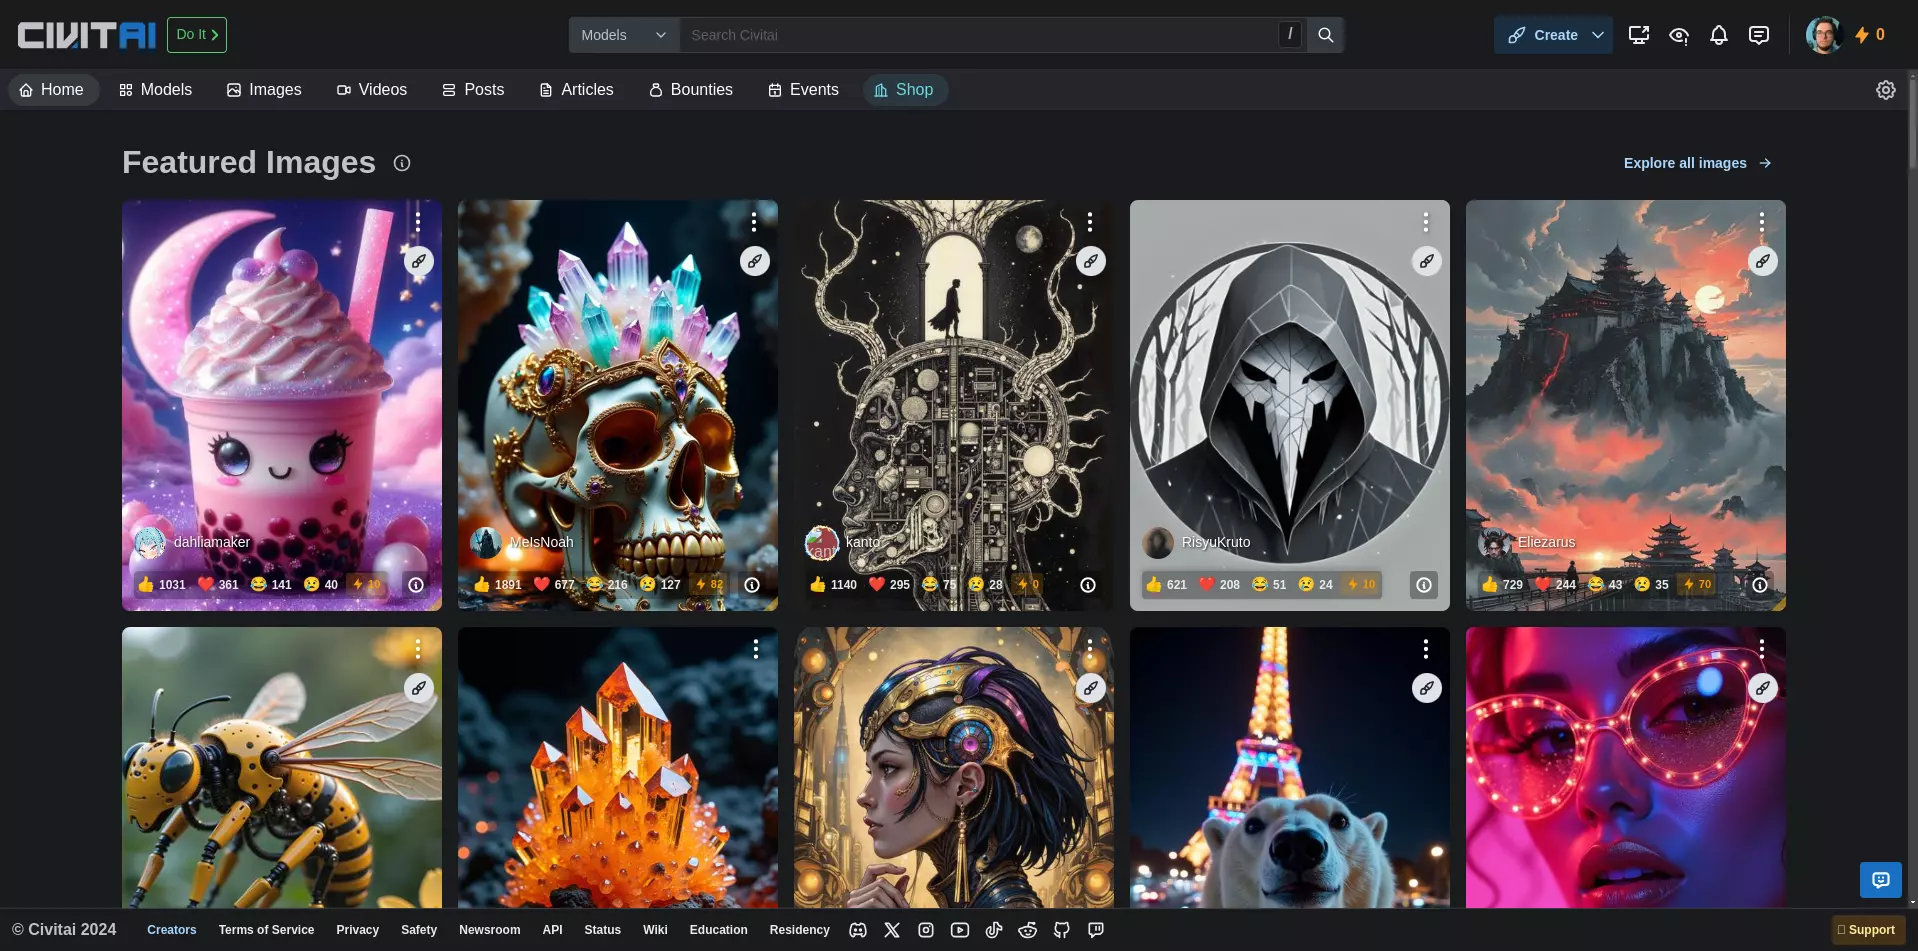 CIVITAI Do It Models Search Civitai / Create 0
Home Models Images Videos Posts Articles Bounties Events Shop
Featured Images Explore all images
dahliamaker MelsNoah kanto RisyuKruto Eliezarus
1031 361 141 40 10 1891 677 216 127 82 1140 295 75 28 0 621 208 51 24 10 729 244 43 35 70
© Civitai 2024 Creators Terms of Service Privacy Safety Newsroom API Status Wiki Education Residency Support